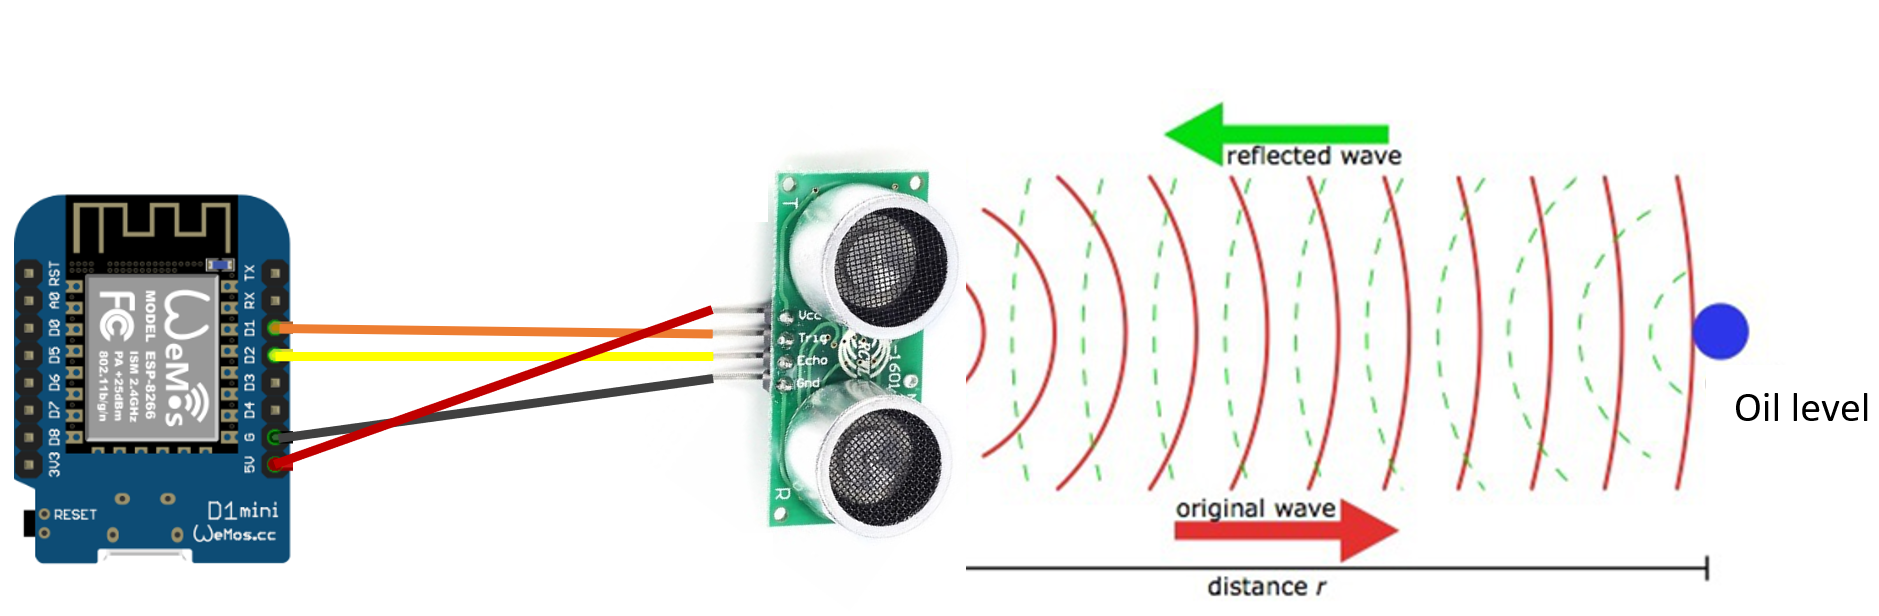 RST
A0
D0
D5
D6
D7
D8
3V3
TX
RX
D1
D2
D3
D4
G
5V
WeMos
MODEL ESP-8266
ISM 2.4GHz
PA +25dBm
802.11b/g/n
FC
RESET
D1mini
WeMos.cc
T
Vcc
Trig
Echo
Gnd
R
reflected wave
original wave
distance r
Oil level